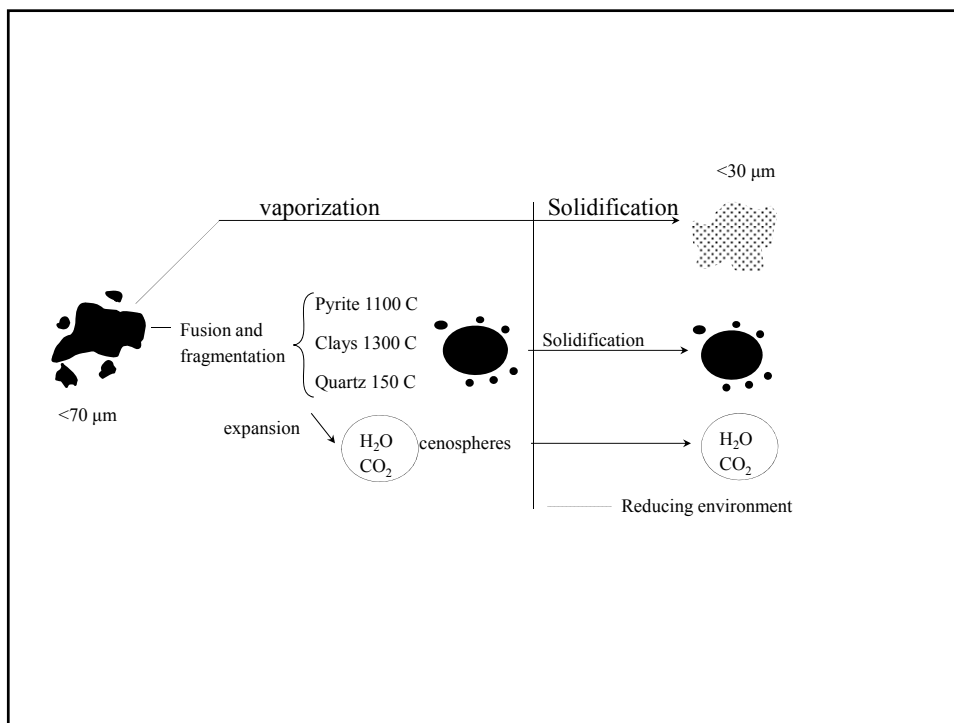 <30 μm
vaporization
Solidification
Pyrite 1100 C
Fusion and
fragmentation
Clays 1300 C
Solidification
Quartz 150 C
<70 μm
expansion
H₂O
CO₂
cenospheres
H₂O
CO₂
Reducing environment